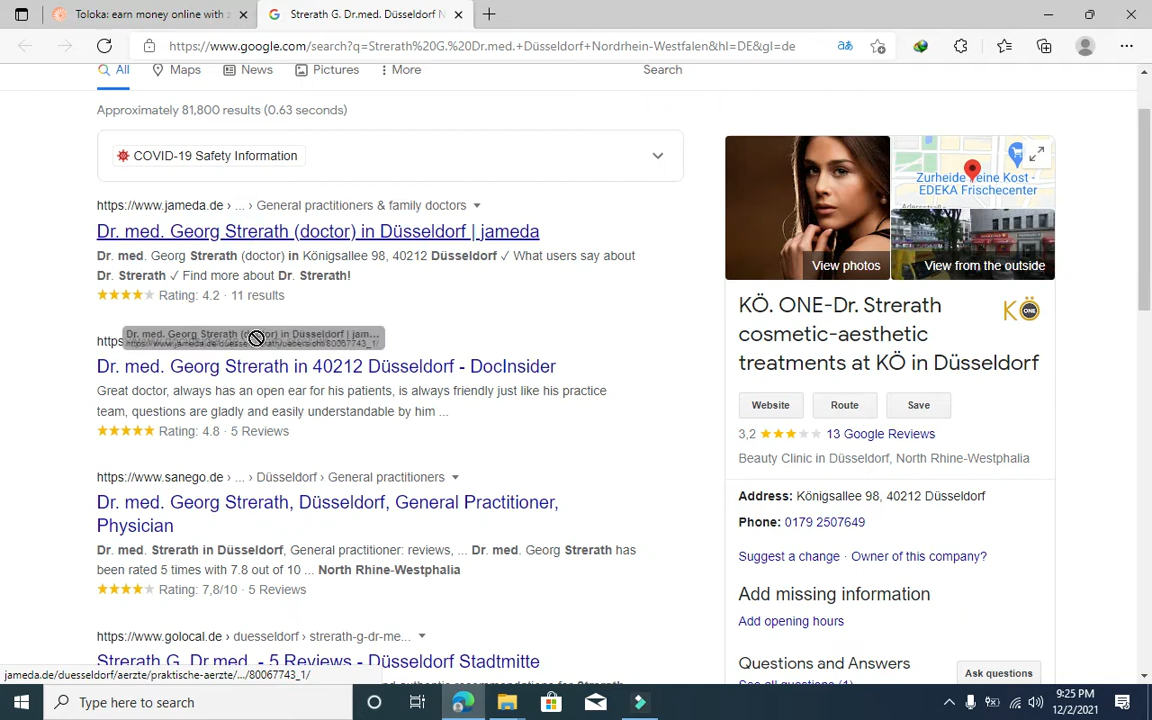 Toloka: earn money online with
Strerath G. Dr.med. Düsseldorf N
https://www.google.com/search?q=Strerath%20G.%20Dr.med.+Düsseldorf+Nordrhein-Westfalen&hl=DE&gl=de
All
Maps
News
Pictures
More
Search
Approximately 81,800 results (0.63 seconds)
COVID-19 Safety Information
https://www.jameda.de › ... › General practitioners & family doctors
Dr. med. Georg Strerath (doctor) in Düsseldorf | jameda
Dr. med. Georg Strerath (doctor) in Königsallee 98, 40212 Düsseldorf ✓ What users say about
Dr. Strerath ✓ Find more about Dr. Strerath!
Rating: 4.2 · 11 results
Dr. med. Georg Strerath (doctor) in Düsseldorf | jam...
Dr. med. Georg Strerath in 40212 Düsseldorf - DocInsider
Great doctor, always has an open ear for his patients, is always friendly just like his practice
team, questions are gladly and easily understandable by him ...
Rating: 4.8 · 5 Reviews
https://www.sanego.de › ... › Düsseldorf › General practitioners
Dr. med. Georg Strerath, Düsseldorf, General Practitioner,
Physician
Dr. med. Strerath in Düsseldorf, General practitioner: reviews, ... Dr. med. Georg Strerath has
been rated 5 times with 7.8 out of 10 ... North Rhine-Westphalia
Rating: 7,8/10 · 5 Reviews
https://www.golocal.de › duesseldorf › strerath-g-dr-me...
Strerath G. Dr.med. - 5 Reviews - Düsseldorf Stadtmitte
jameda.de/duesseldorf/aerzte/praktische-aerzte/.../80067743_1/
Zurheide Feine Kost -
EDEKA Frischecenter
View photos
View from the outside
KÖ. ONE-Dr. Strerath
cosmetic-aesthetic
treatments at KÖ in Düsseldorf
KÖ ONE
Website
Route
Save
3,2
13 Google Reviews
Beauty Clinic in Düsseldorf, North Rhine-Westphalia
Address: Königsallee 98, 40212 Düsseldorf
Phone: 0179 2507649
Suggest a change · Owner of this company?
Add missing information
Add opening hours
Questions and Answers
Ask questions
Type here to search
9:25 PM
12/2/2021